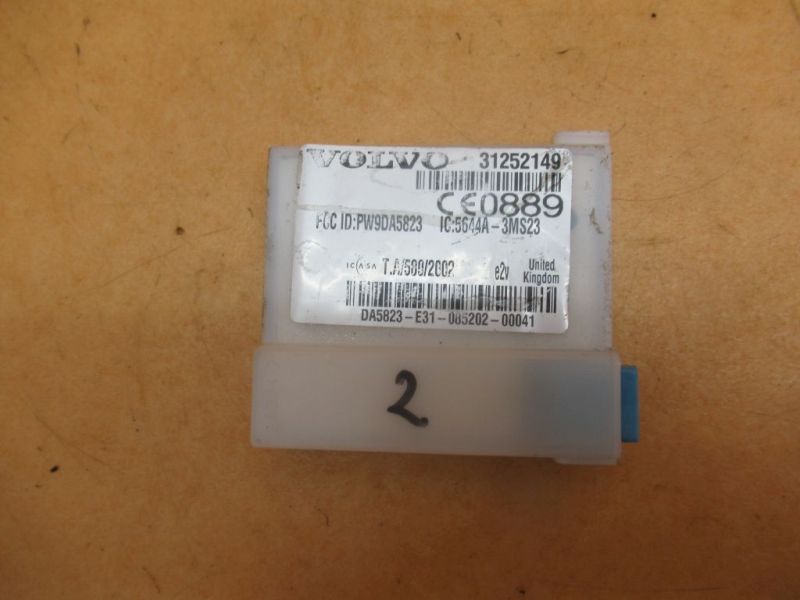 VOLVO 31252149
CE0889
FCC ID:PW9DA5823 IC:5644A-3MS23
ICASA T.A/589/2002 e2v United Kingdom
DA5823-E31-085202-00041
2